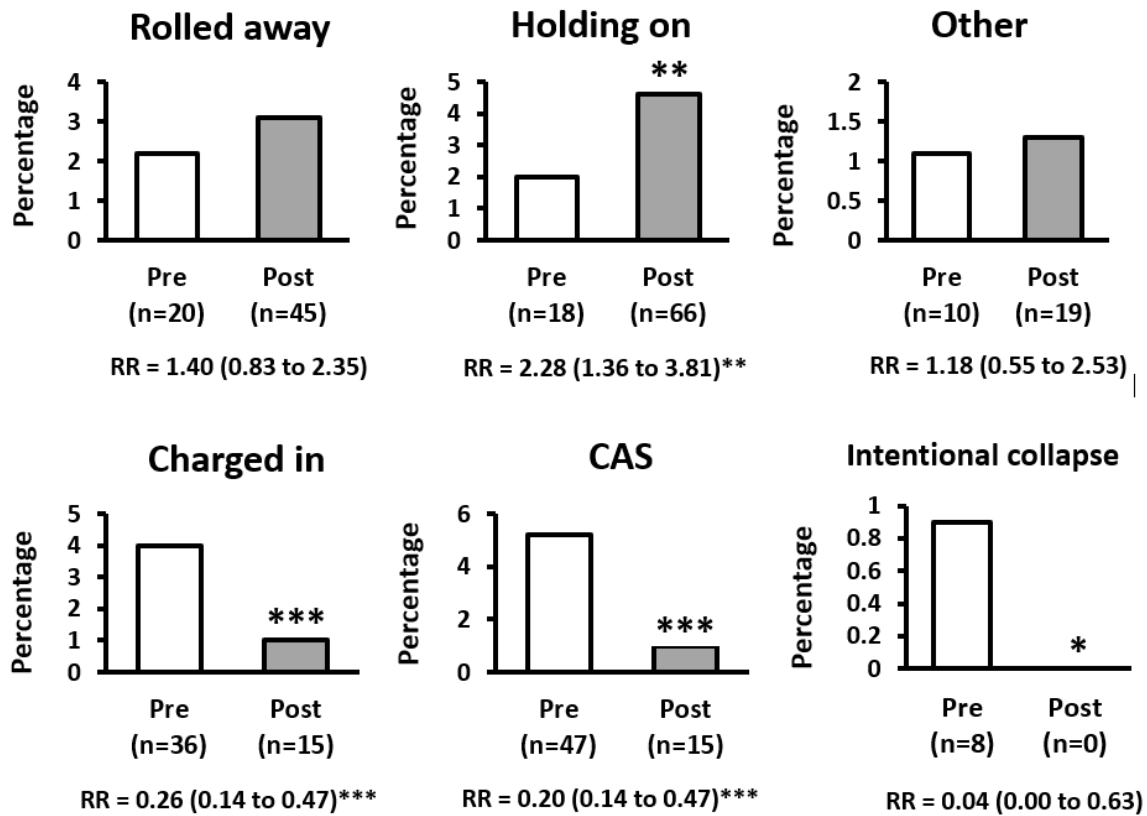 Rolled away
Percentage
4
3
2
1
0
Pre Post
(n=20) (n=45)
RR = 1.40 (0.83 to 2.35)
Holding on
Percentage
5
4
3
2
1
0
**
Pre Post
(n=18) (n=66)
RR = 2.28 (1.36 to 3.81)**
Other
Percentage
2
1.5
1
0.5
0
Pre Post
(n=10) (n=19)
RR = 1.18 (0.55 to 2.53)
Charged in
Percentage
5
4
3
2
1
0
***
Pre Post
(n=36) (n=15)
RR = 0.26 (0.14 to 0.47)***
CAS
Percentage
6
4
2
0
***
Pre Post
(n=47) (n=15)
RR = 0.20 (0.14 to 0.47)***
Intentional collapse
Percentage
1
0.8
0.6
0.4
0.2
0
*
Pre Post
(n=8) (n=0)
RR = 0.04 (0.00 to 0.63)